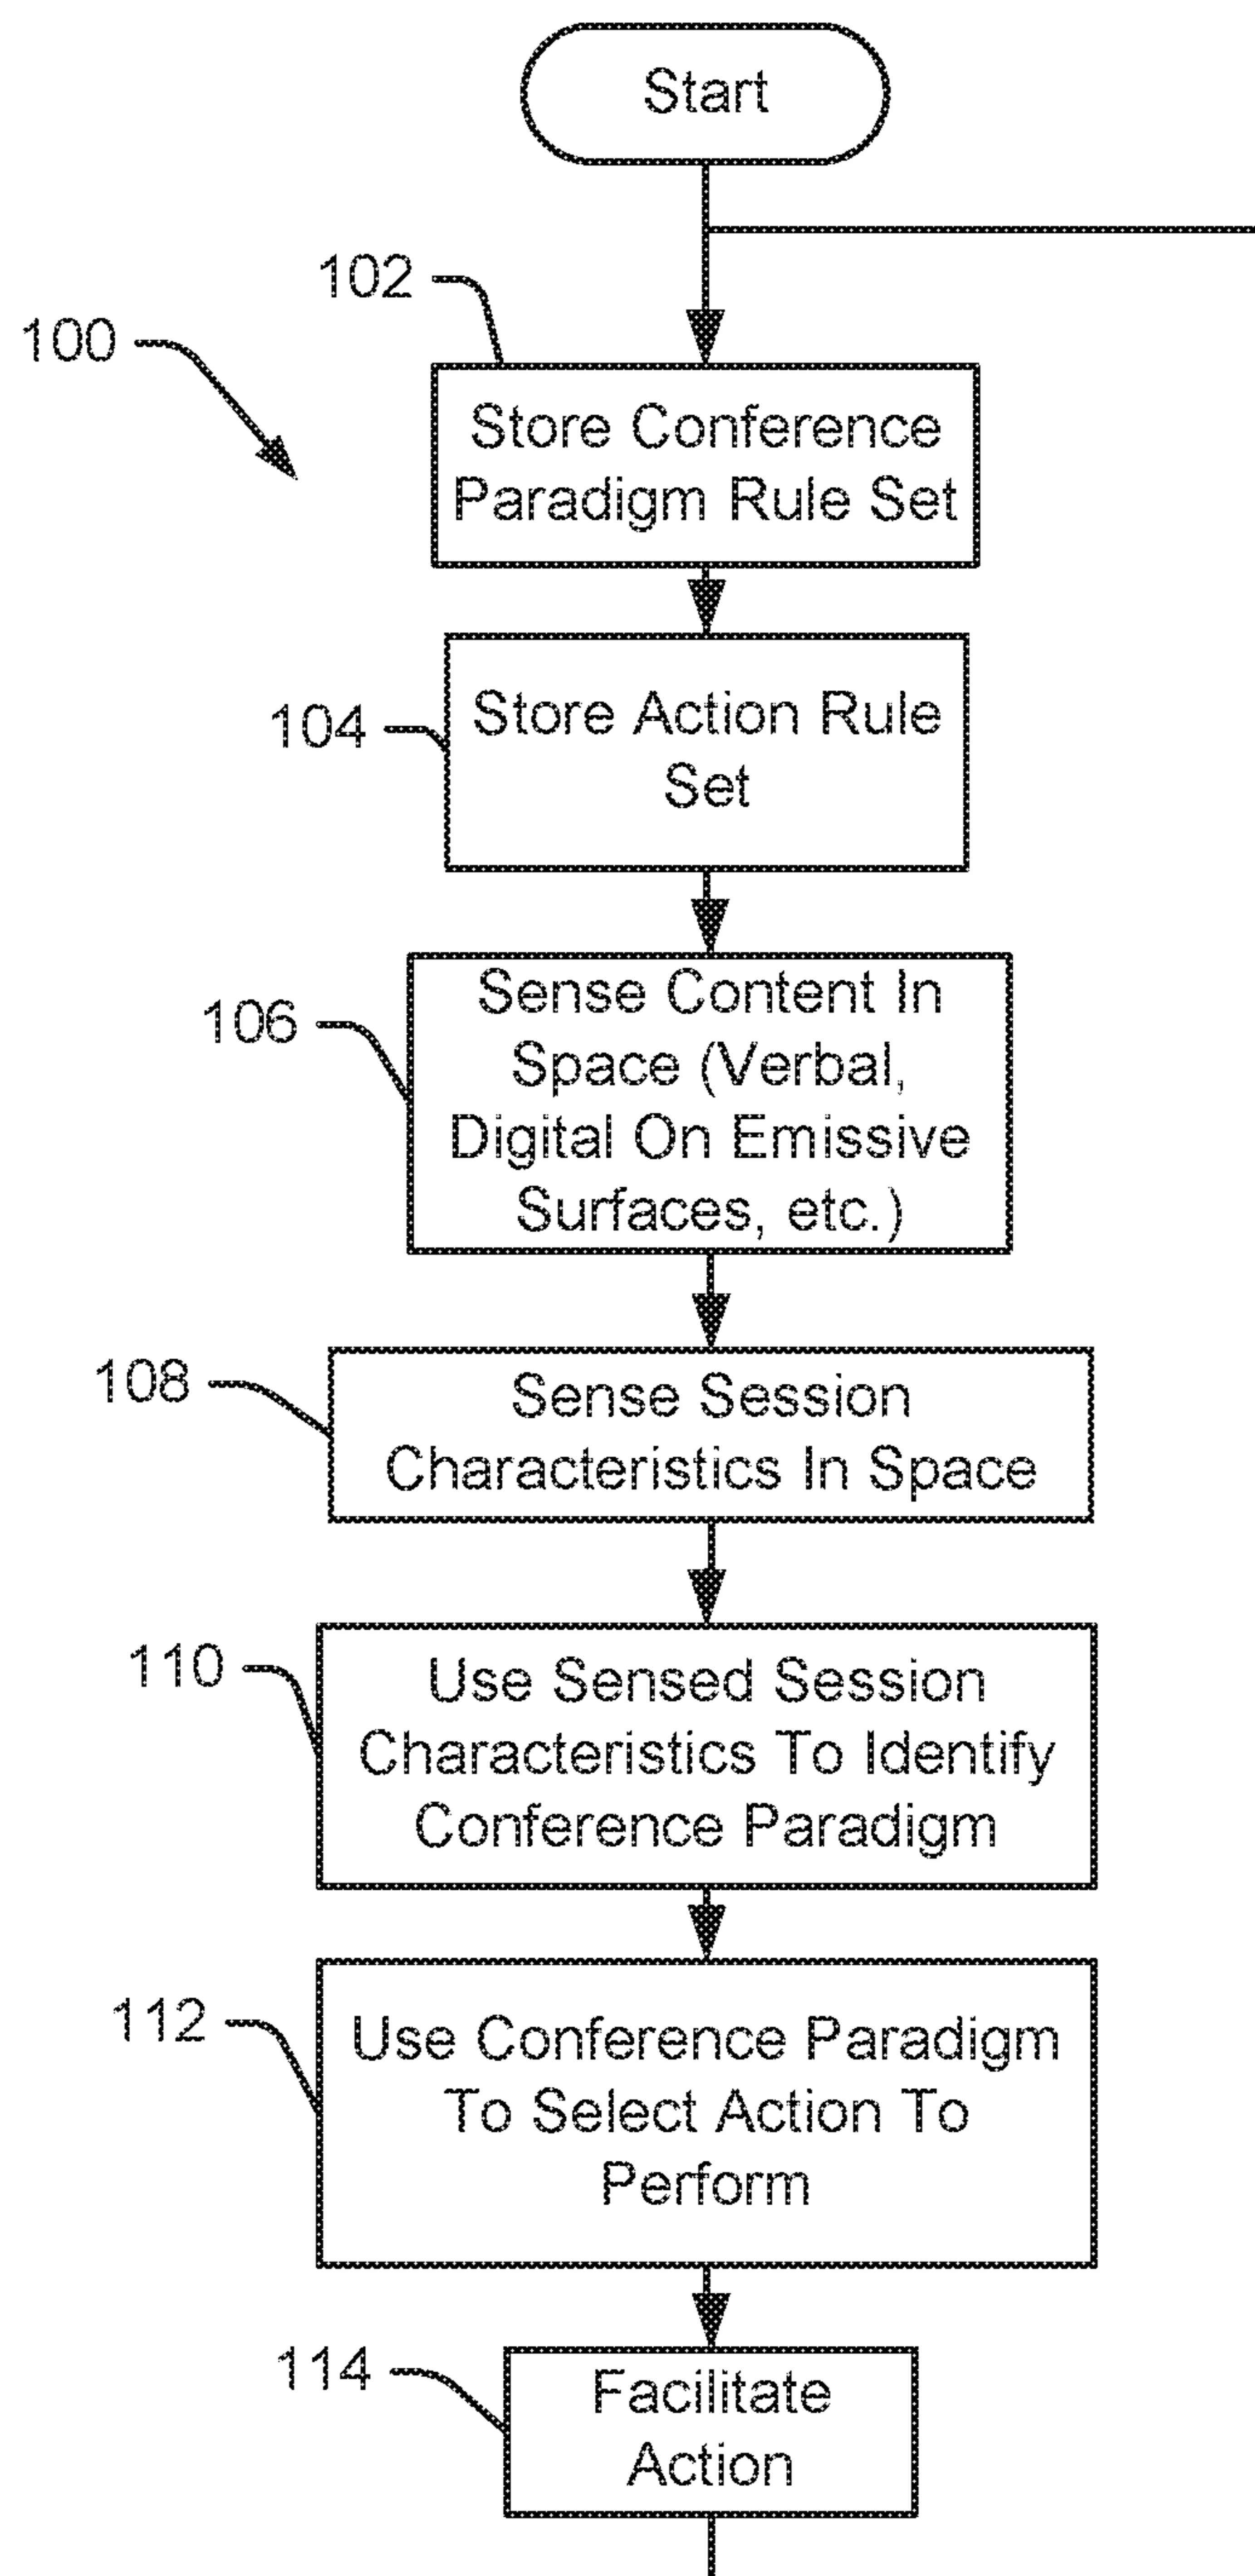 Start
102
100
Store Conference
Paradigm Rule Set
104
Store Action Rule
Set
106
Sense Content In
Space (Verbal,
Digital On Emissive
Surfaces, etc.)
108
Sense Session
Characteristics In Space
110
Use Sensed Session
Characteristics To Identify
Conference Paradigm
112
Use Conference Paradigm
To Select Action To
Perform
114
Facilitate
Action